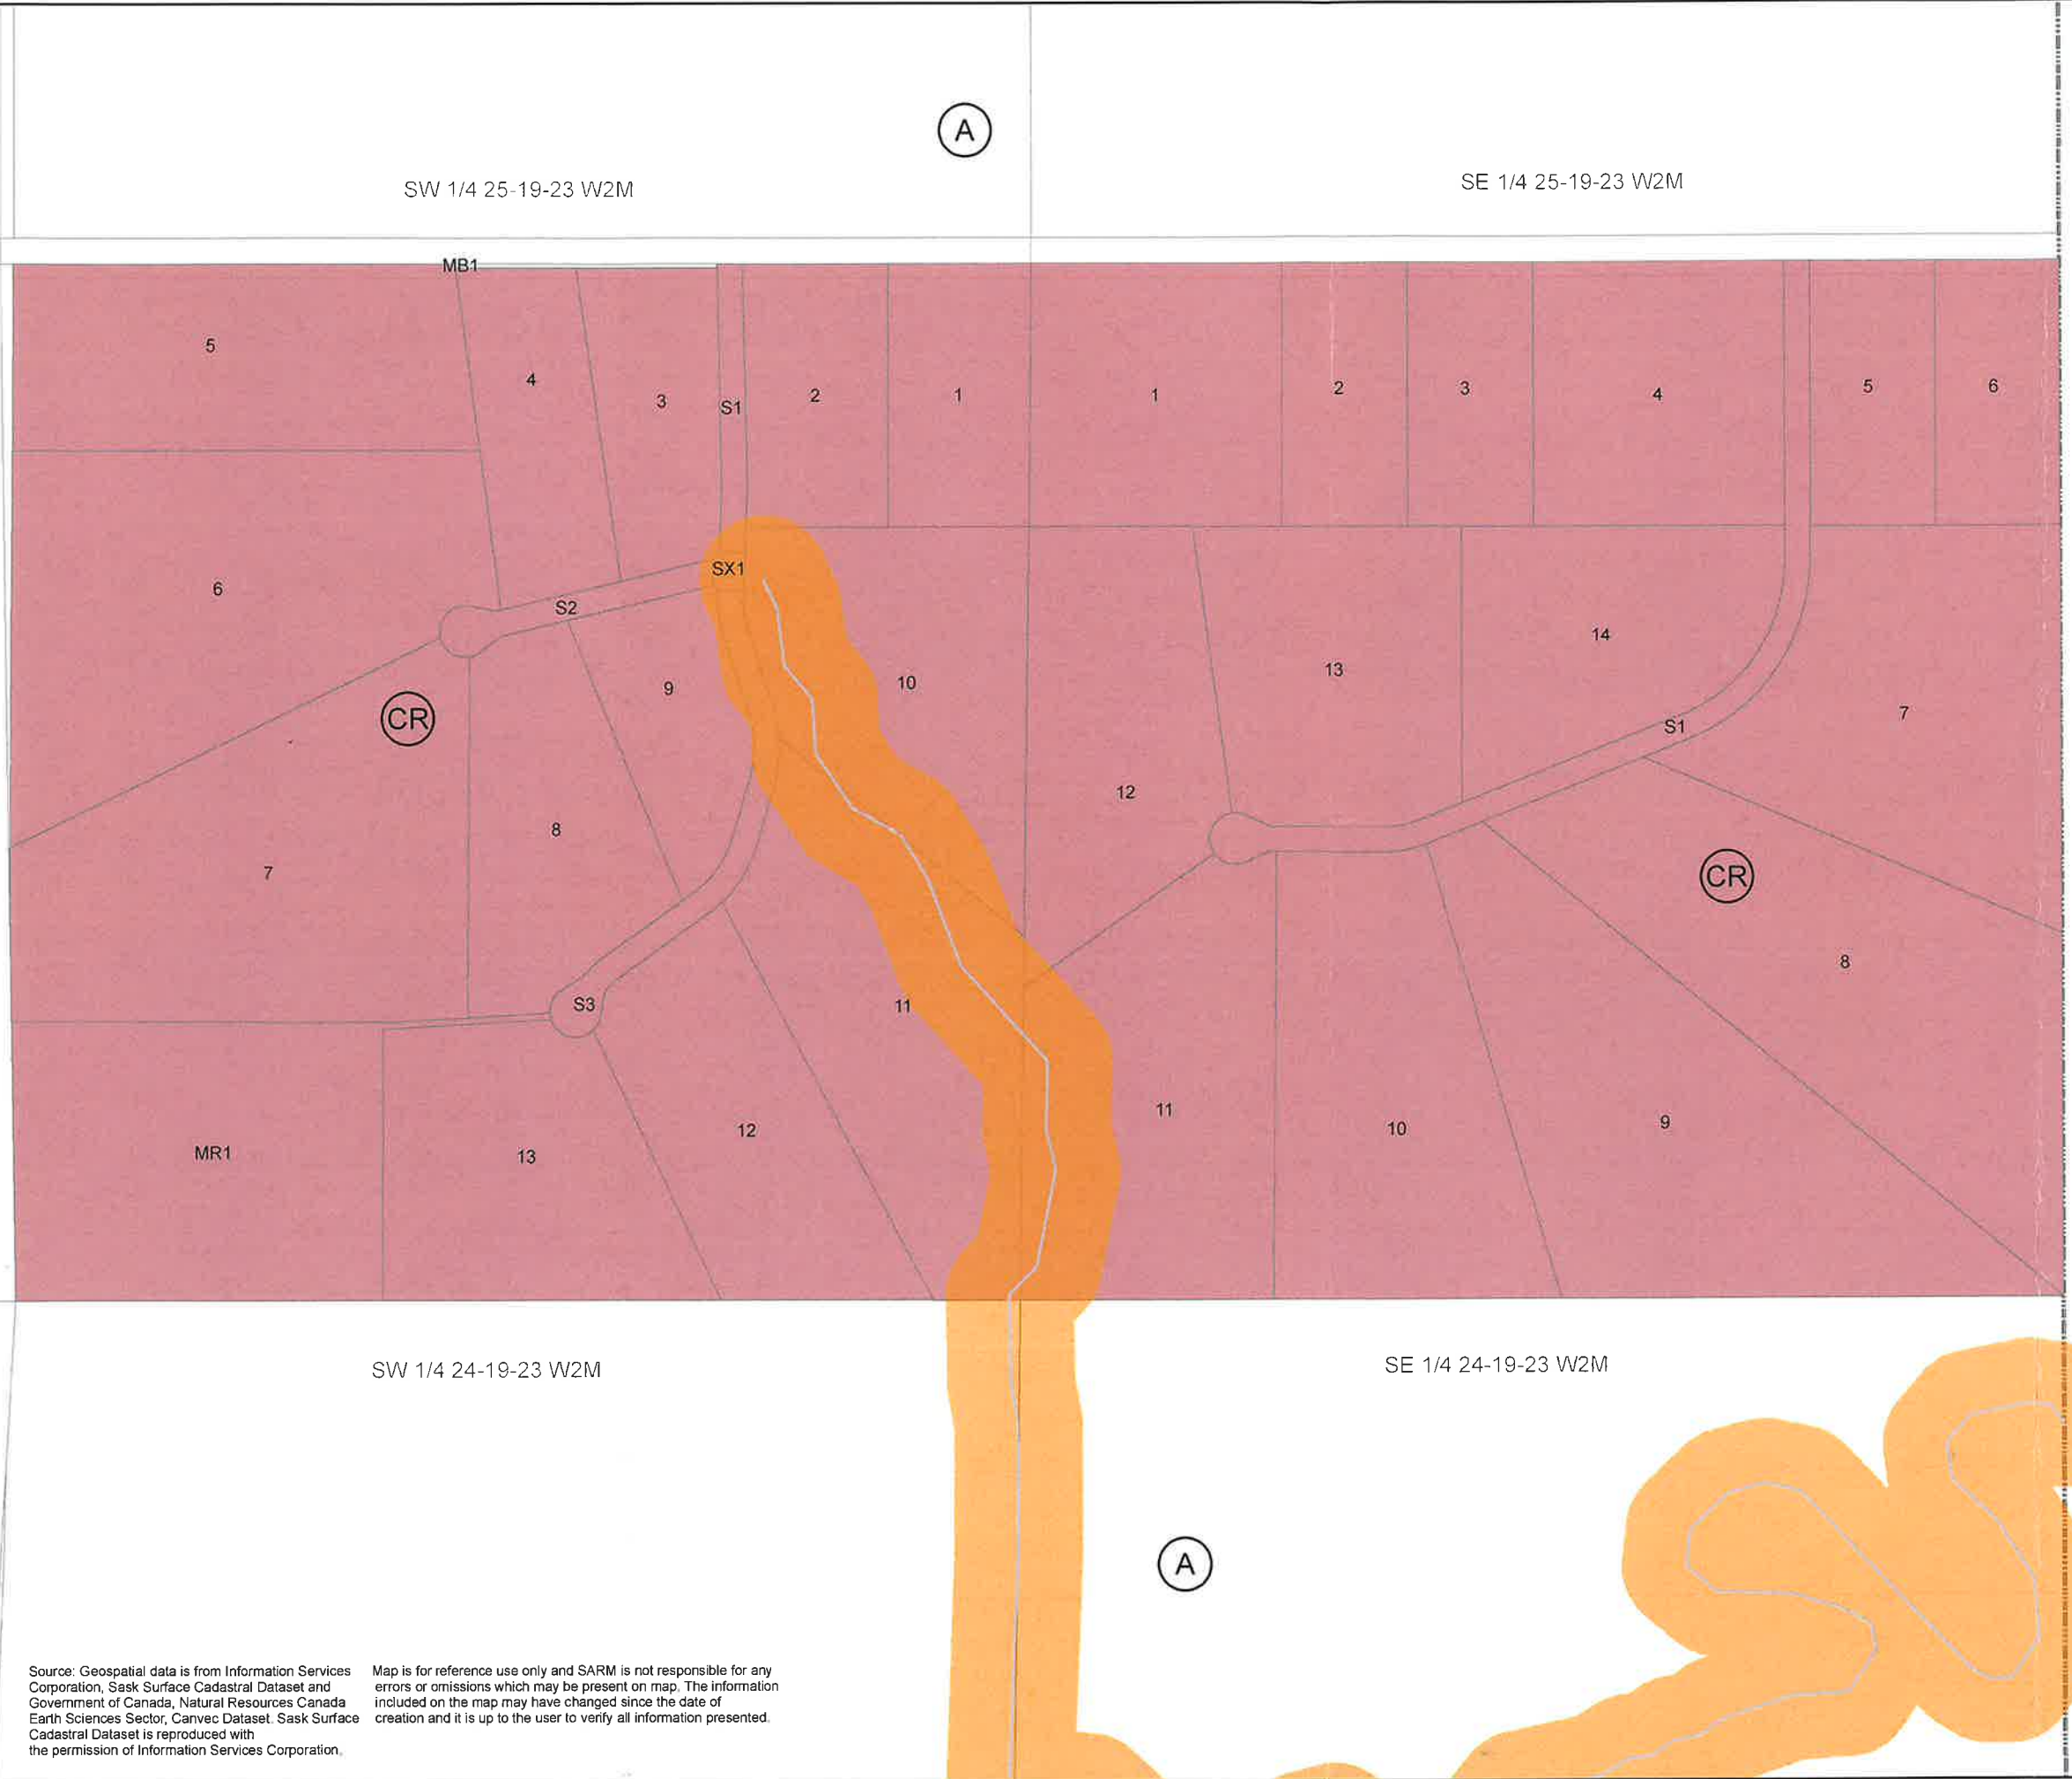 A
SW 1/4 25-19-23 W2M
SE 1/4 25-19-23 W2M
MB1
5
4
3
S1
2
1
1
2
3
4
5
6
SX1
6
S2
9
10
13
14
7
CR
S1
12
8
7
CR
8
S3
11
11
10
9
MR1
13
12
SW 1/4 24-19-23 W2M
SE 1/4 24-19-23 W2M
A
Source: Geospatial data is from Information Services
Corporation, Sask Surface Cadastral Dataset and
Government of Canada, Natural Resources Canada
Earth Sciences Sector, Canvec Dataset. Sask Surface
Cadastral Dataset is reproduced with
the permission of Information Services Corporation.
Map is for reference use only and SARM is not responsible for any
errors or omissions which may be present on map. The information
included on the map may have changed since the date of
creation and it is up to the user to verify all information presented.